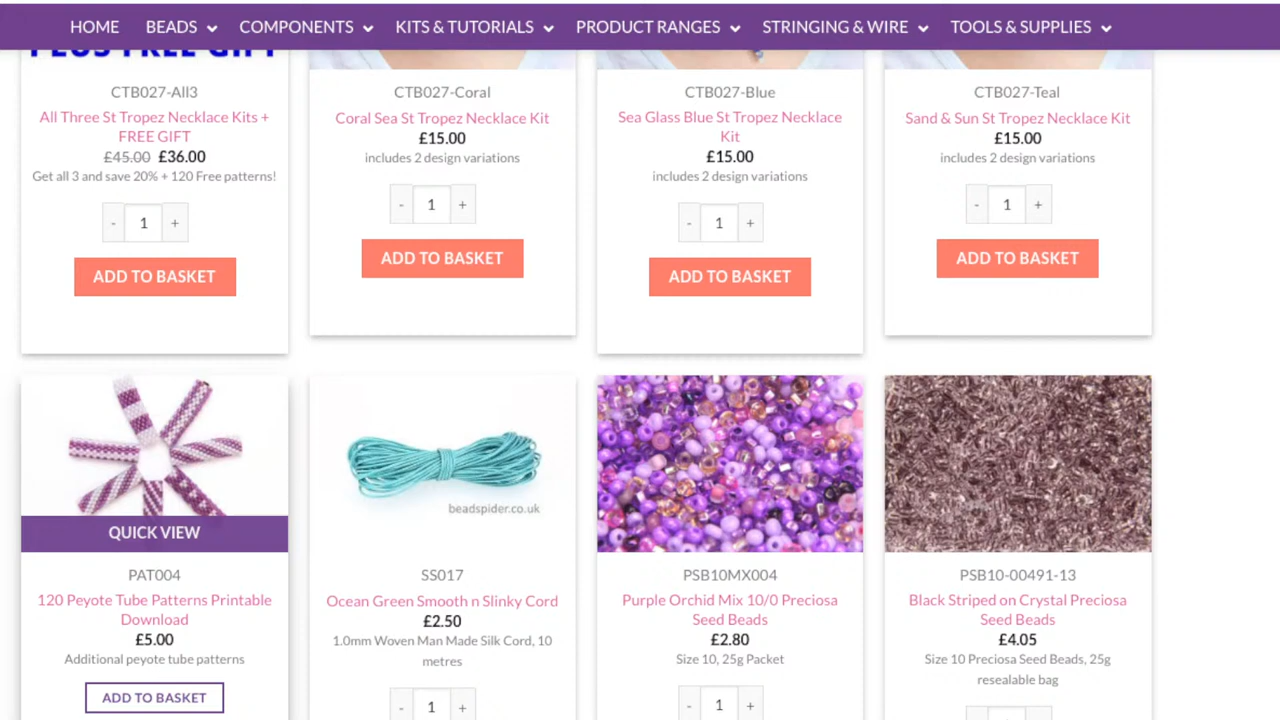 HOME BEADS COMPONENTS KITS & TUTORIALS PRODUCT RANGES STRINGING & WIRE TOOLS & SUPPLIES
PLUS FREE GIFT
CTB027-All3
All Three St Tropez Necklace Kits +
FREE GIFT
£45.00 £36.00
Get all 3 and save 20% + 120 Free patterns!
- 1 +
ADD TO BASKET
CTB027-Coral
Coral Sea St Tropez Necklace Kit
£15.00
includes 2 design variations
- 1 +
ADD TO BASKET
CTB027-Blue
Sea Glass Blue St Tropez Necklace
Kit
£15.00
includes 2 design variations
- 1 +
ADD TO BASKET
CTB027-Teal
Sand & Sun St Tropez Necklace Kit
£15.00
includes 2 design variations
- 1 +
ADD TO BASKET
QUICK VIEW
PAT004
120 Peyote Tube Patterns Printable
Download
£5.00
Additional peyote tube patterns
ADD TO BASKET
beadspider.co.uk
SS017
Ocean Green Smooth n Slinky Cord
£2.50
1.0mm Woven Man Made Silk Cord, 10
metres
- 1 +
PSB10MX004
Purple Orchid Mix 10/0 Preciosa
Seed Beads
£2.80
Size 10, 25g Packet
- 1 +
PSB10-00491-13
Black Striped on Crystal Preciosa
Seed Beads
£4.05
Size 10 Preciosa Seed Beads, 25g
resealable bag